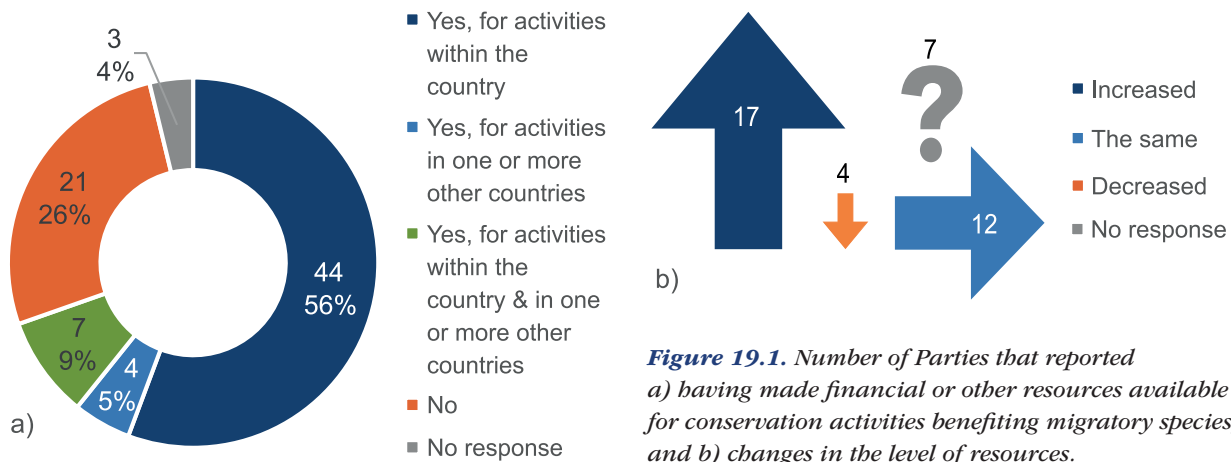 3
4%
21
26%
7
9%
4
5%
44
56%
a)
Yes, for activities
within the
country
Yes, for activities
in one or more
other countries
Yes, for activities
within the
country & in one
or more other
countries
No
No response
17
4
7
12
b)
Increased
The same
Decreased
No response
Figure 19.1. Number of Parties that reported
a) having made financial or other resources available
for conservation activities benefiting migratory species
and b) changes in the level of resources.